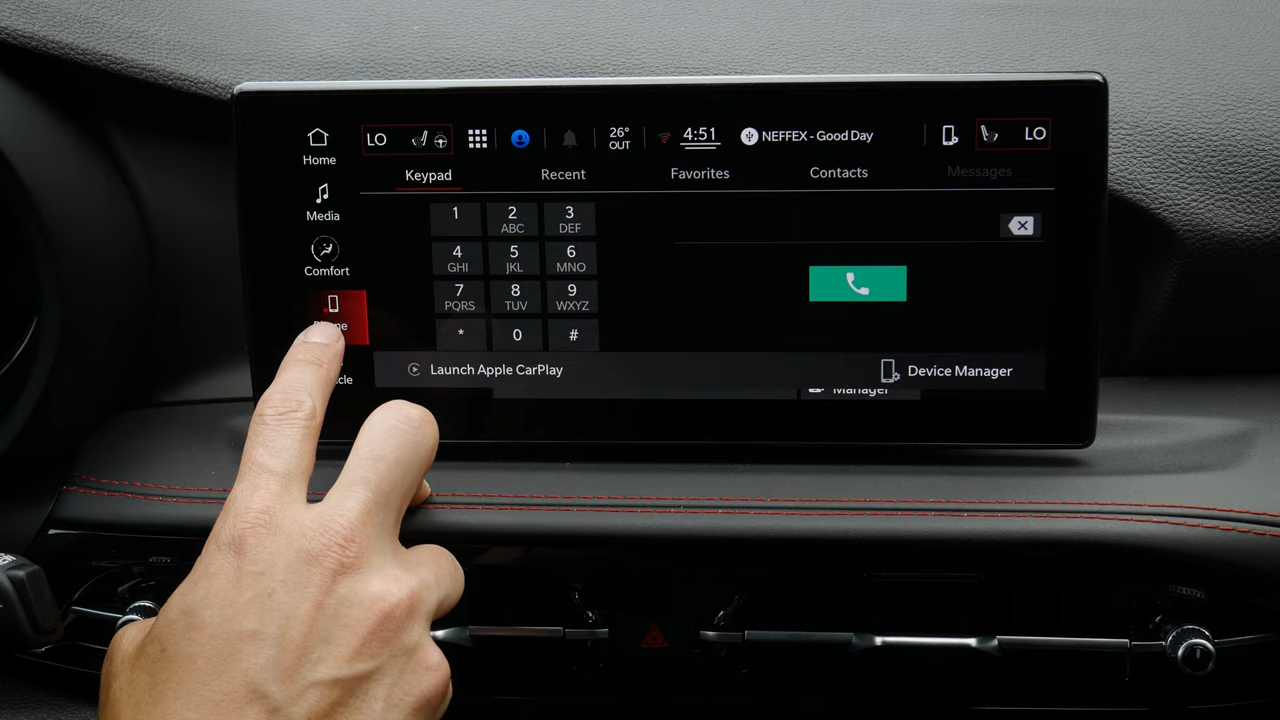 Home
Media
Comfort
LO
26°
OUT
4:51
NEFFEX - Good Day
LO
Keypad
Recent
Favorites
Contacts
Messages
1
2
ABC
3
DEF
4
GHI
5
JKL
6
MNO
7
PQRS
8
TUV
9
WXYZ
*
0
#
Launch Apple CarPlay
Device Manager
Manager